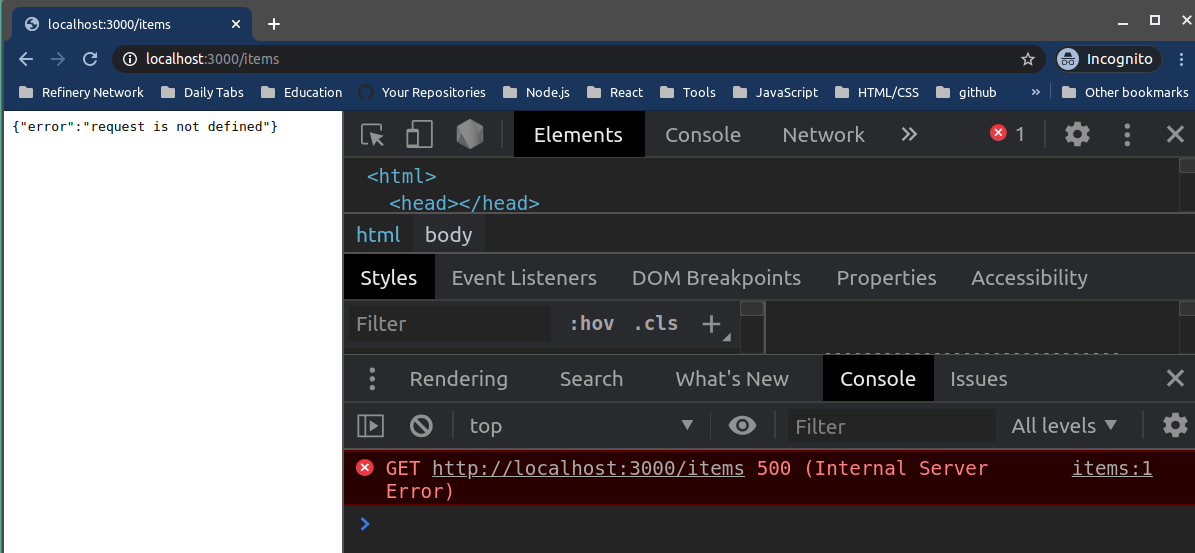 localhost:3000/items
localhost:3000/items
Incognito
Refinery Network Daily Tabs Education Your Repositories Node.js React Tools JavaScript HTML/CSS github » Other bookmarks
{"error":"request is not defined"}
Elements Console Network 1
<html>
<head></head>
html body
Styles Event Listeners DOM Breakpoints Properties Accessibility
Filter :hov .cls
Rendering Search What's New Console Issues
top Filter All levels
GET http://localhost:3000/items 500 (Internal Server items:1
Error)